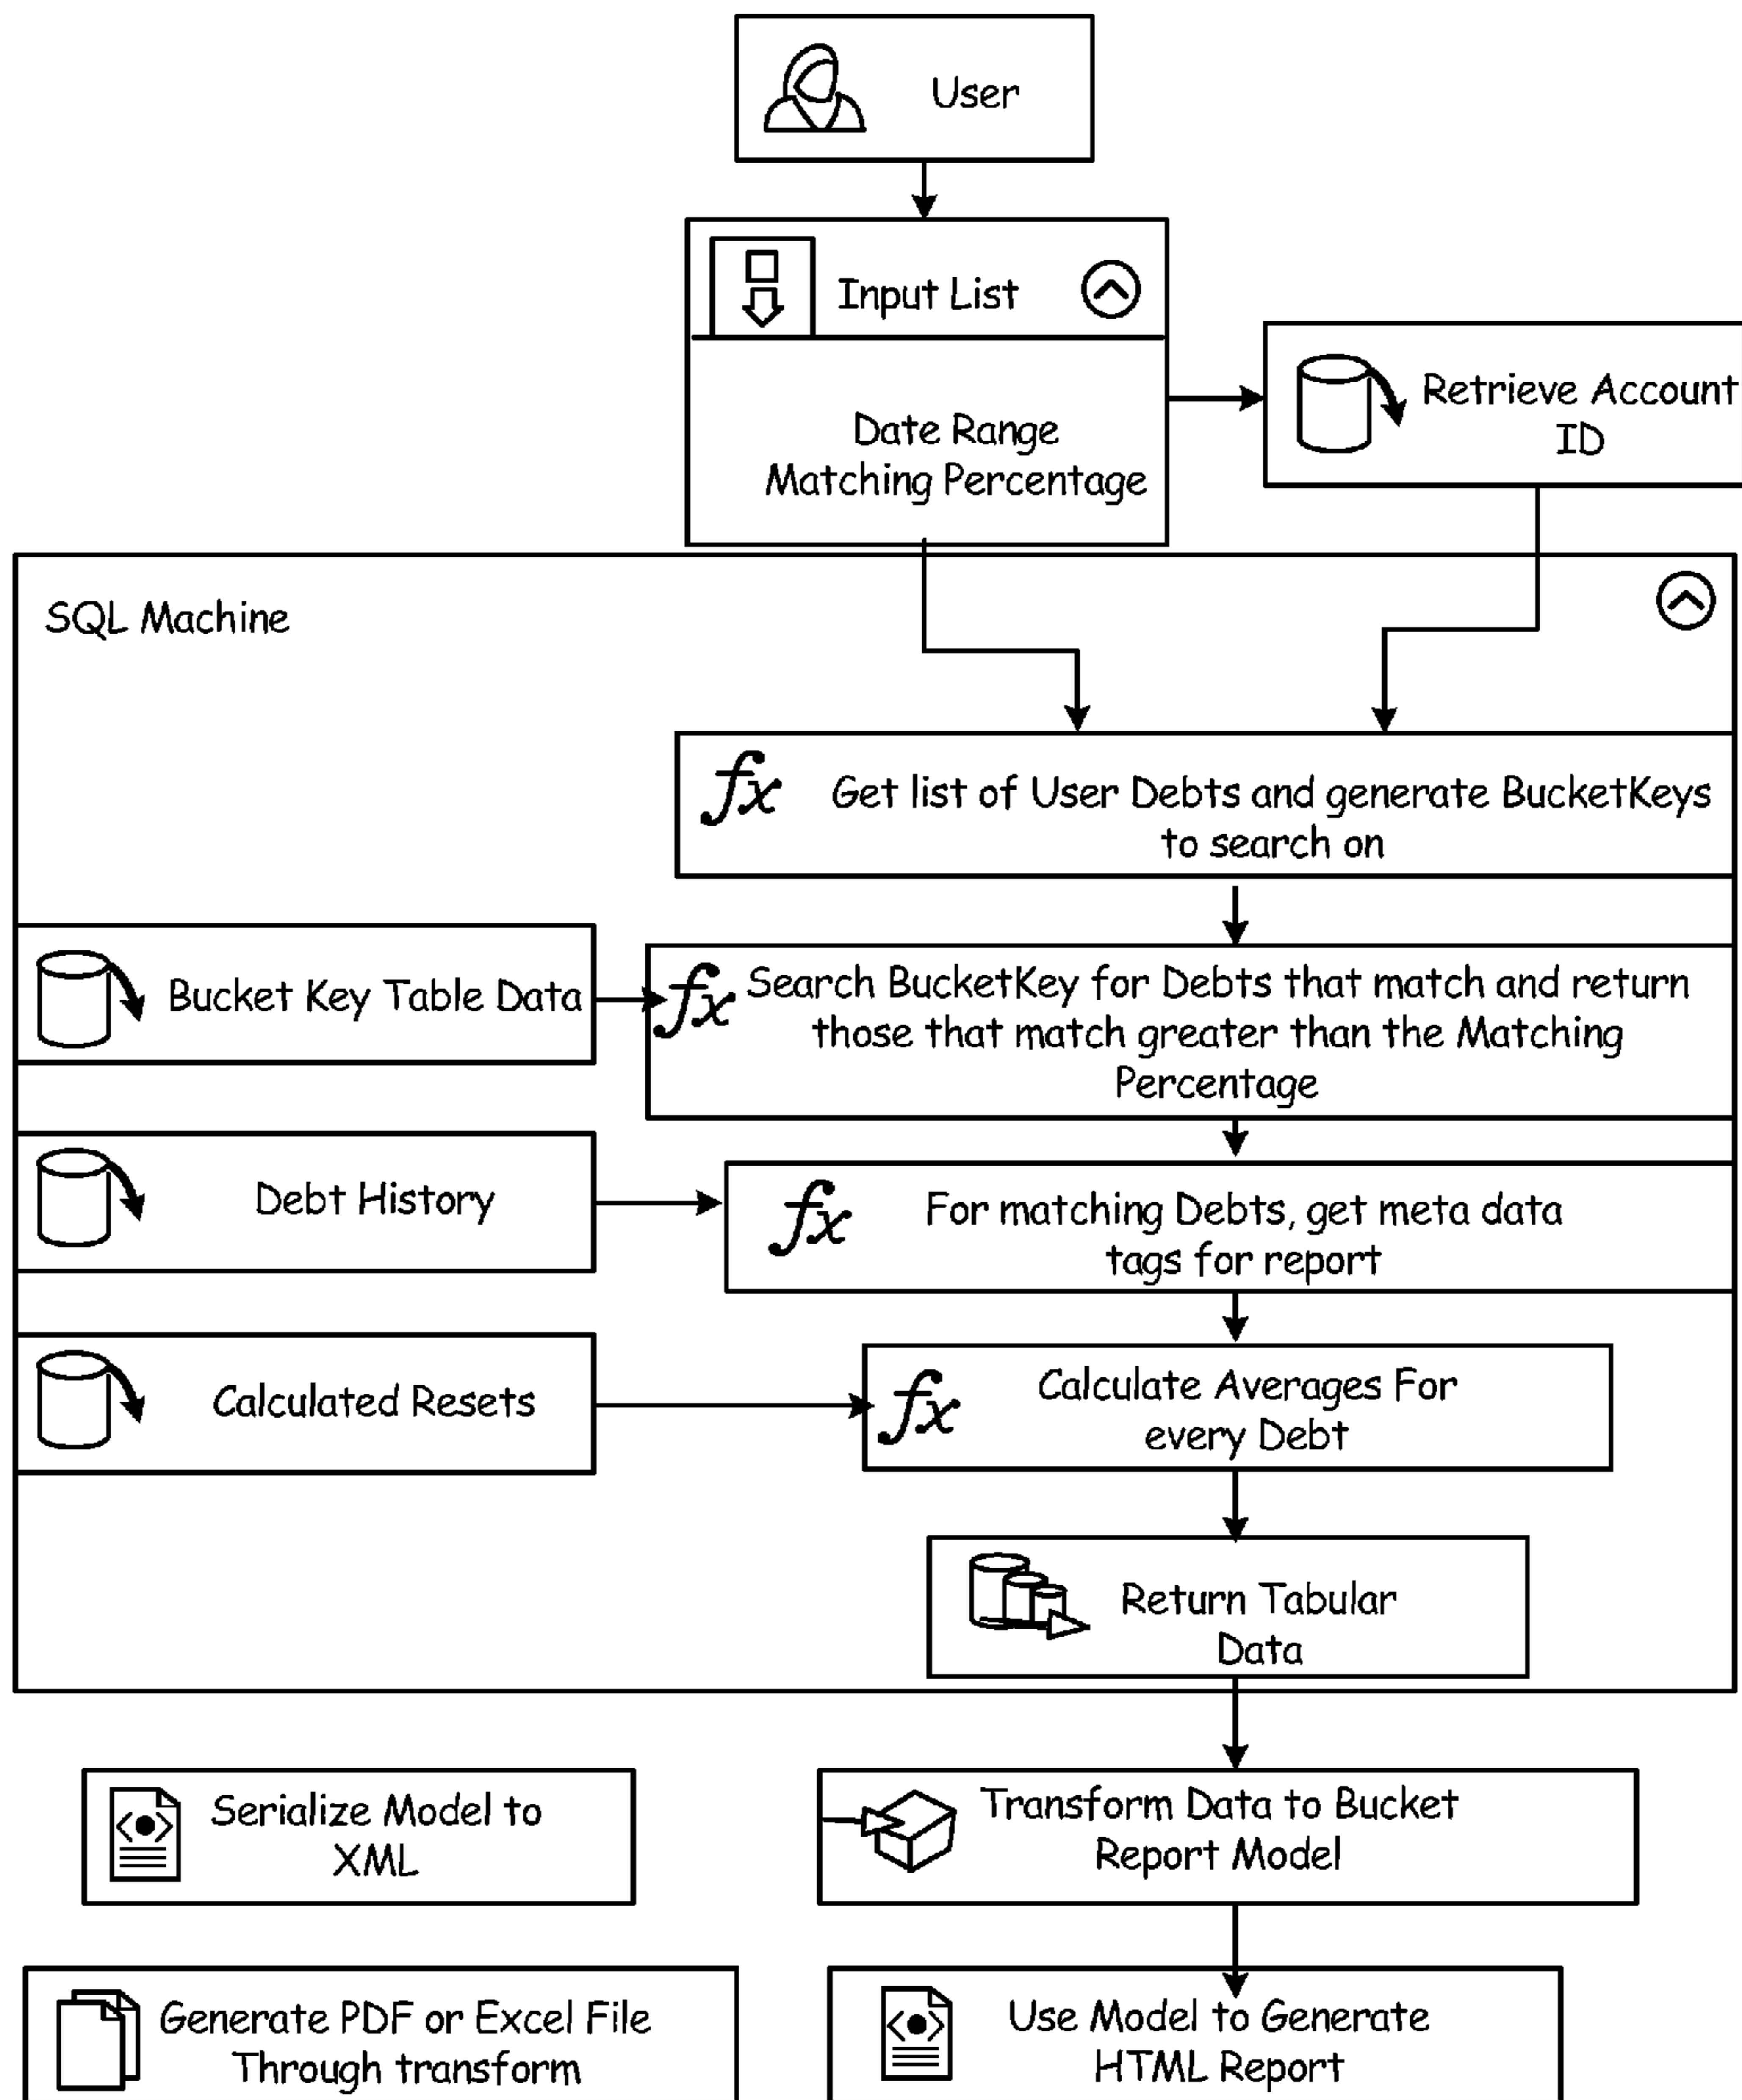 User
Input List
Date Range
Matching Percentage
Retrieve Account
ID
SQL Machine
fx
Get list of User Debts and generate BucketKeys
to search on
Bucket Key Table Data
fx
Search BucketKey for Debts that match and return
those that match greater than the Matching
Percentage
Debt History
fx
For matching Debts, get meta data
tags for report
Calculated Resets
fx
Calculate Averages For
every Debt
Return Tabular
Data
Serialize Model to
XML
Transform Data to Bucket
Report Model
Generate PDF or Excel File
Through transform
Use Model to Generate
HTML Report